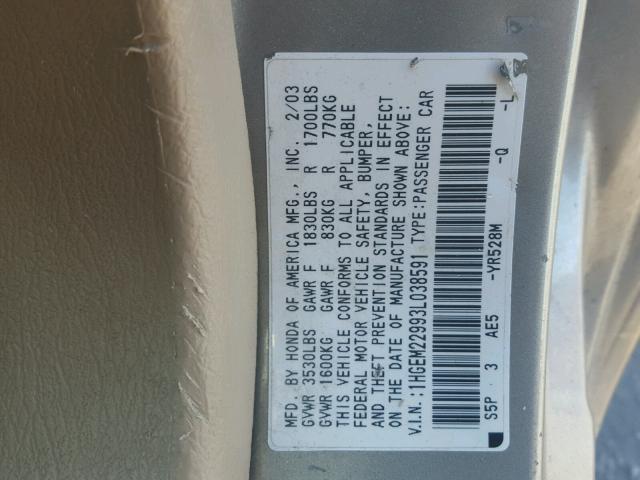 MFD. BY HONDA OF AMERICA MFG., INC. 2/03
GVWR 3530LBS GAWR F 1830LBS R 1700LBS
GVWR 1600KG GAWR F 830KG R 770KG
THIS VEHICLE CONFORMS TO ALL APPLICABLE
FEDERAL MOTOR VEHICLE SAFETY, BUMPER,
AND THEFT PREVENTION STANDARDS IN EFFECT
ON THE DATE OF MANUFACTURE SHOWN ABOVE.
V.I.N.:1HGEM22993L038591 TYPE:PASSENGER CAR
S5P 3 AE5 -YR528M -Q -L